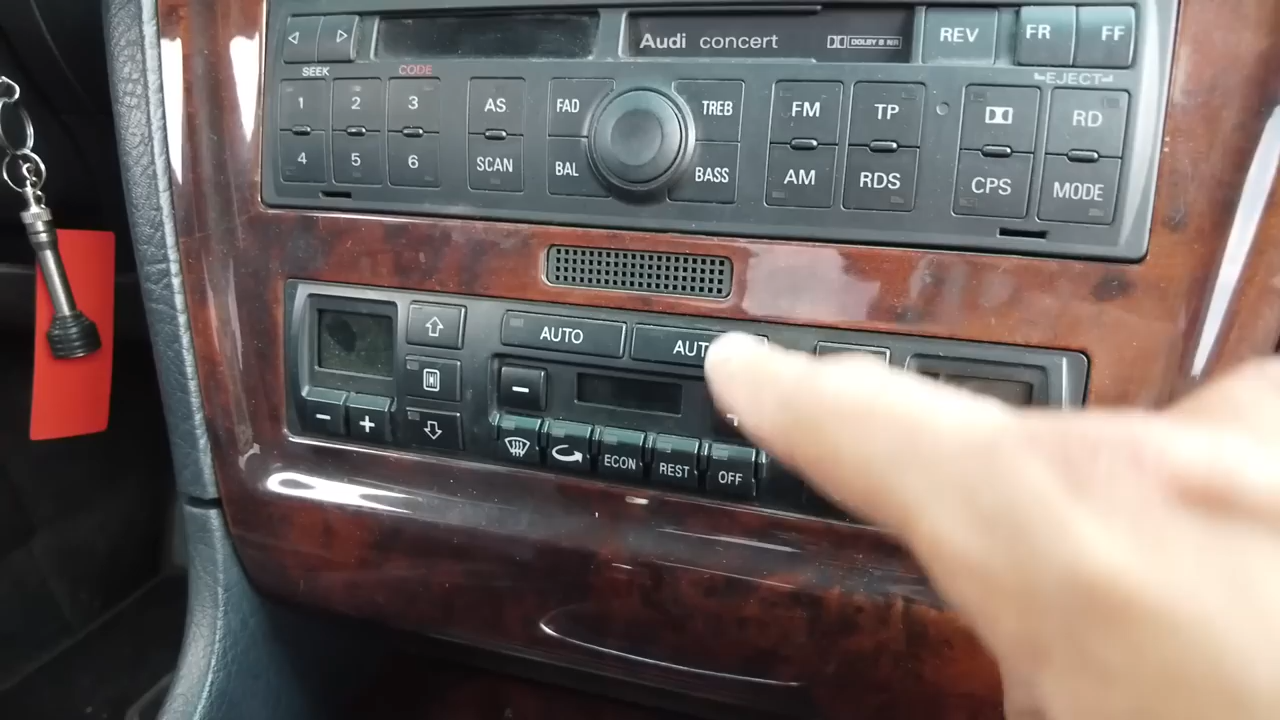 Audi concert
DOLBY B NR
REV
FR
FF
SEEK
CODE
EJECT
1
2
3
AS
FAD
TREB
FM
TP
RD
4
5
6
SCAN
BAL
BASS
AM
RDS
CPS
MODE
AUTO
AUT
-
- +
ECON
REST
OFF